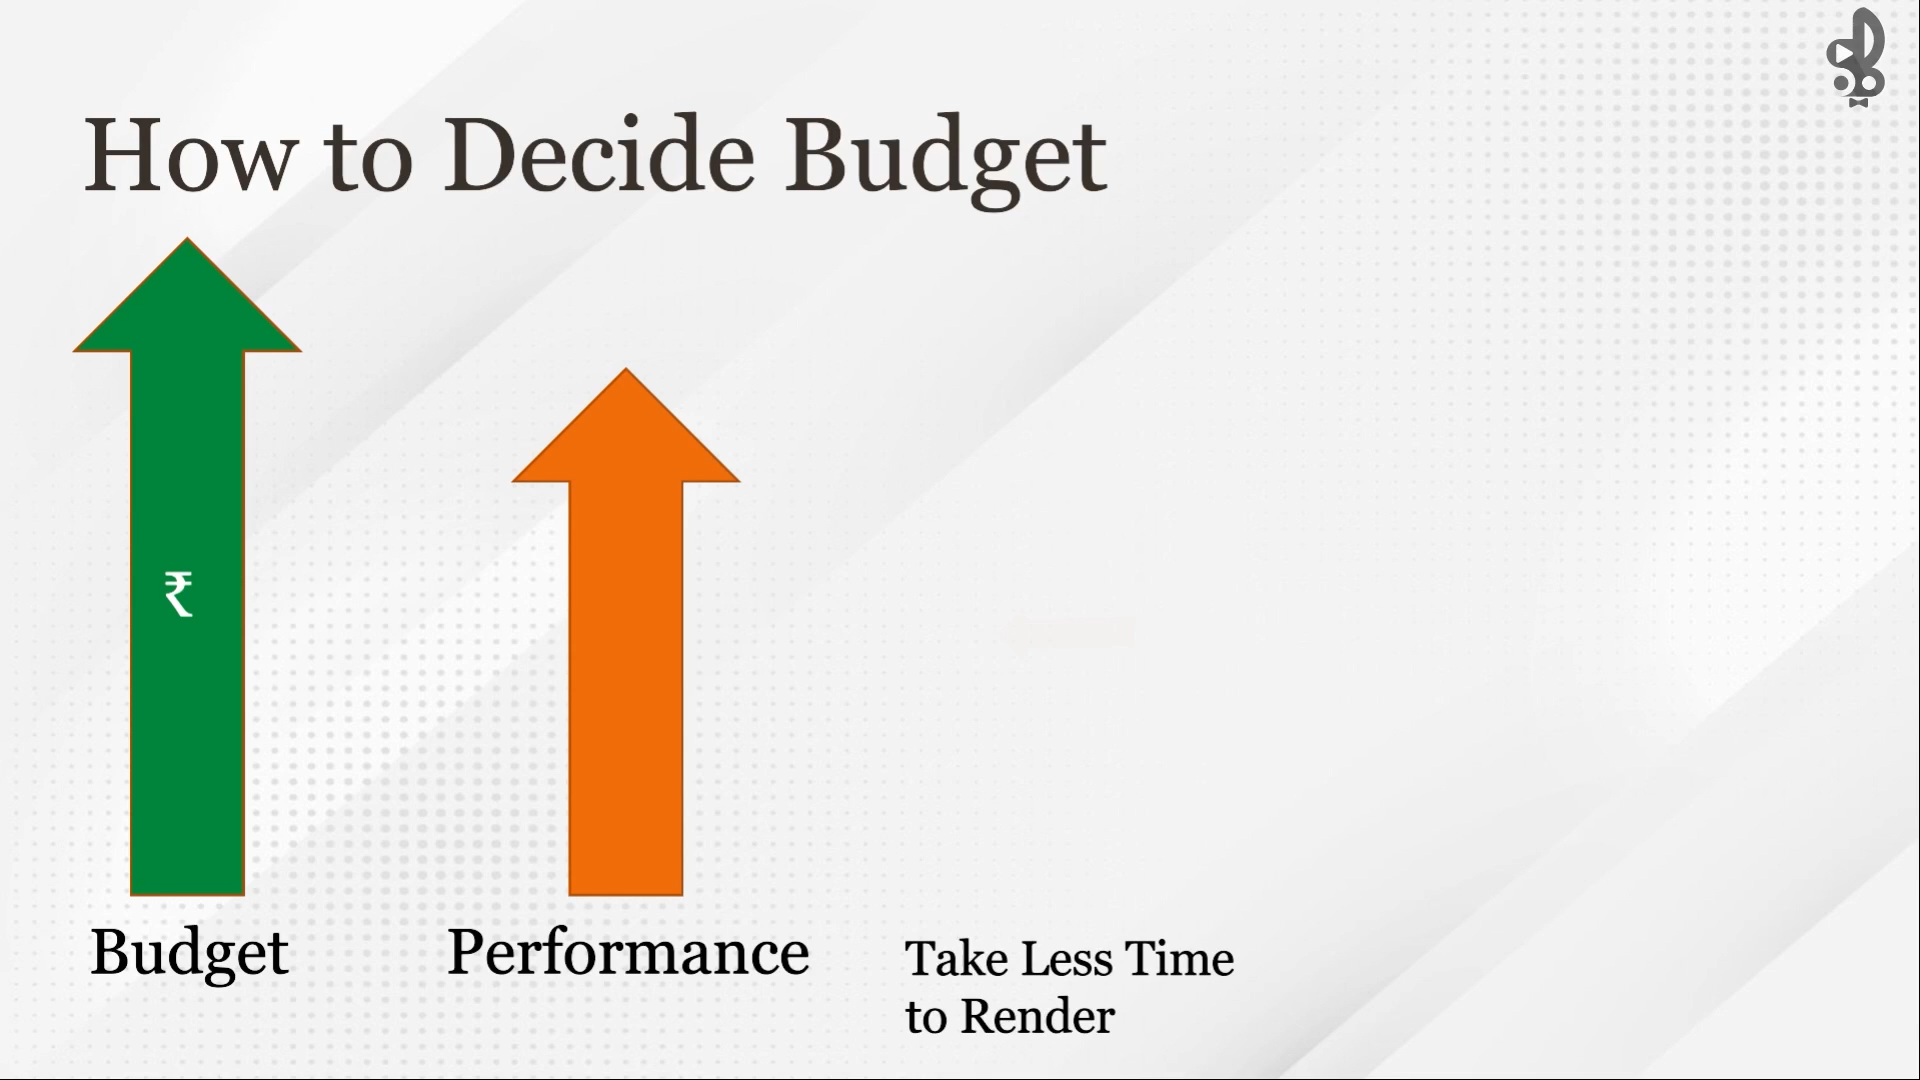 How to Decide Budget
₹
Budget
Performance
Take Less Time
to Render